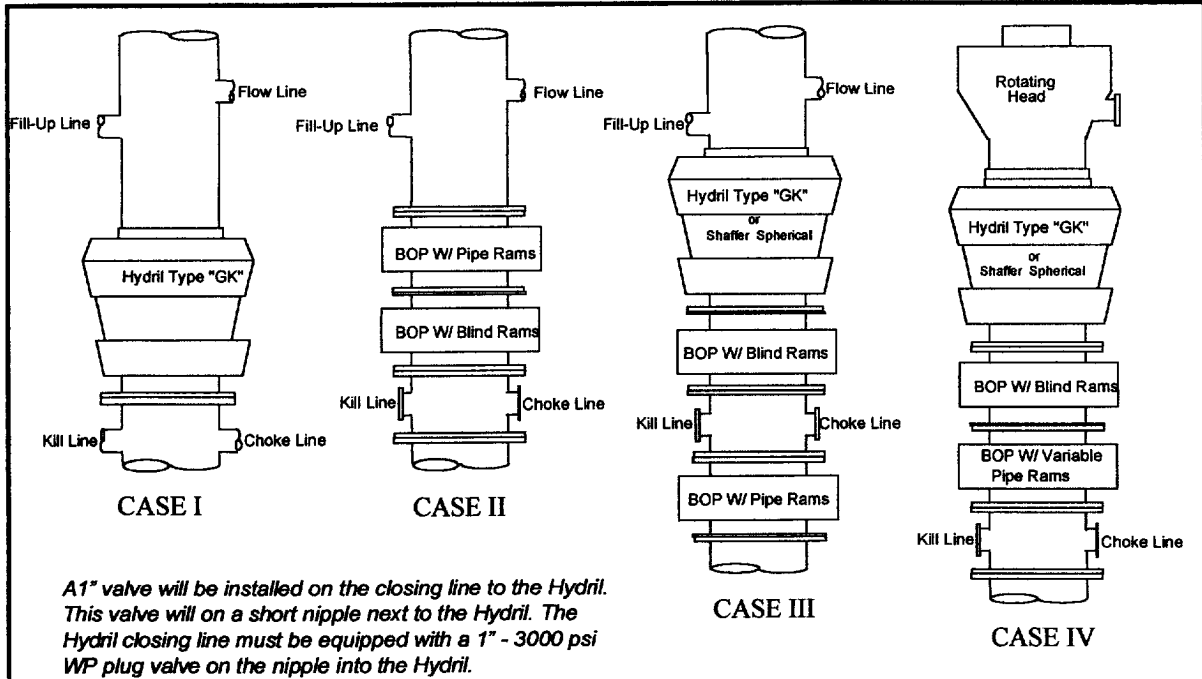 Flow Line
Fill-Up Line
Hydril Type "GK"
Kill Line
Choke Line
CASE I
Flow Line
Fill-Up Line
BOP W/ Pipe Rams
BOP W/ Blind Rams
Kill Line
Choke Line
CASE II
Flow Line
Fill-Up Line
Hydril Type "GK"
or
Shaffer Spherical
BOP W/ Blind Rams
Kill Line
Choke Line
BOP W/ Pipe Rams
CASE III
Rotating
Head
Hydril Type "GK"
or
Shaffer Spherical
BOP W/ Blind Rams
BOP W/ Variable
Pipe Rams
Kill Line
Choke Line
CASE IV
A1" valve will be installed on the closing line to the Hydril.
This valve will on a short nipple next to the Hydril. The
Hydril closing line must be equipped with a 1" - 3000 psi
WP plug valve on the nipple into the Hydril.